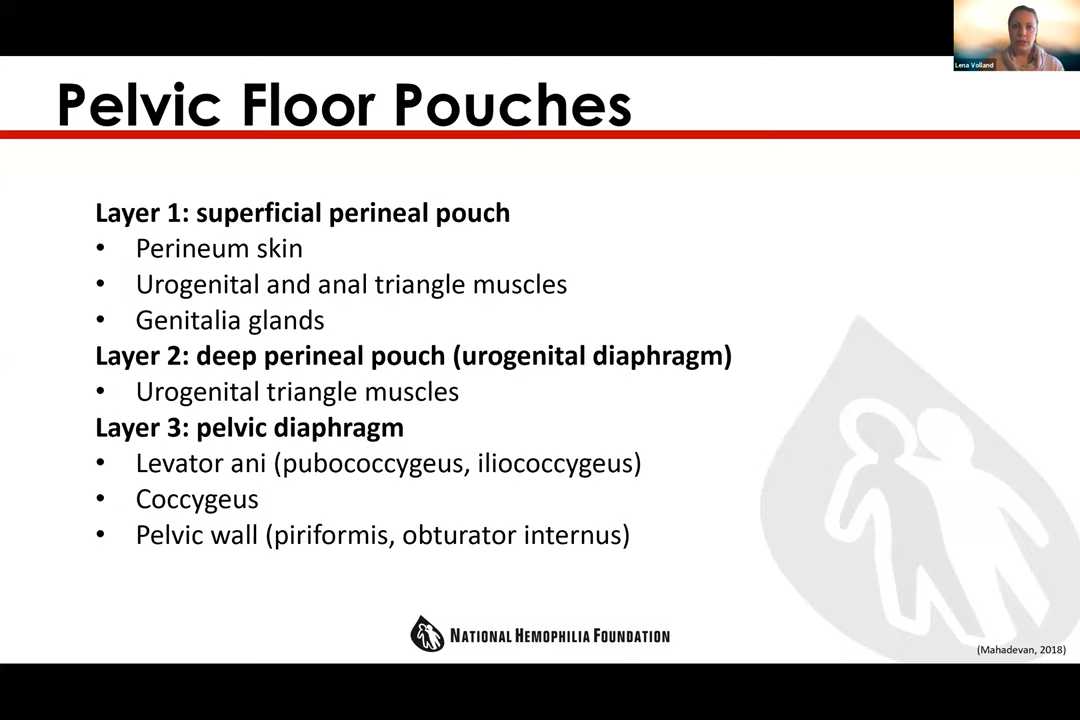 Lena Volland
Pelvic Floor Pouches
Layer 1: superficial perineal pouch
• Perineum skin
• Urogenital and anal triangle muscles
• Genitalia glands
Layer 2: deep perineal pouch (urogenital diaphragm)
• Urogenital triangle muscles
Layer 3: pelvic diaphragm
• Levator ani (pubococcygeus, iliococcygeus)
• Coccygeus
• Pelvic wall (piriformis, obturator internus)
NATIONAL HEMOPHILIA FOUNDATION
(Mahadevan, 2018)